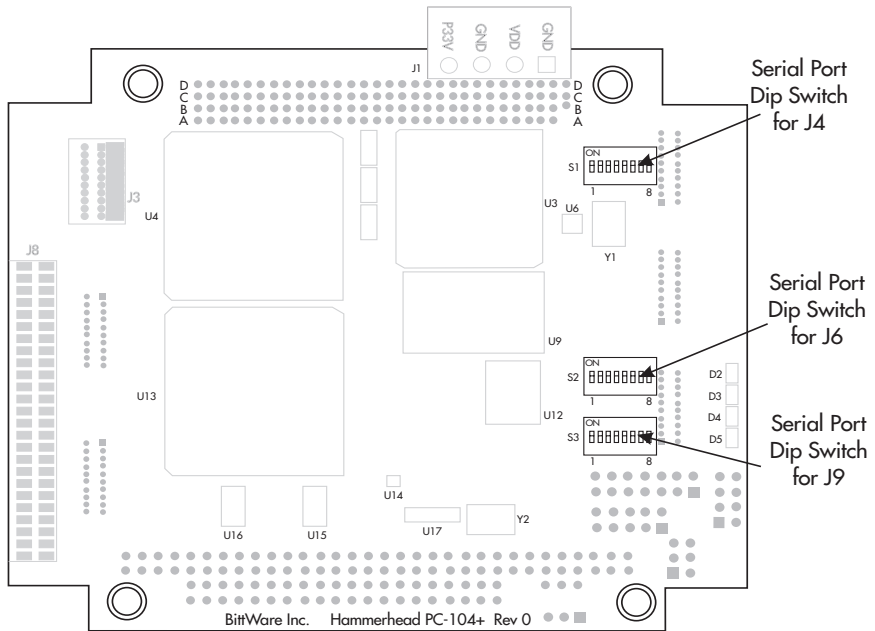 P33V
GND
VDD
GND
J1
Serial Port
Dip Switch
for J4
D
C
B
A
D
C
B
A
ON
S1
1
8
J3
U4
U3
U6
Y1
J8
Serial Port
Dip Switch
for J6
U9
ON
S2
1
8
D2
D3
D4
D5
U13
U12
ON
S3
1
8
Serial Port
Dip Switch
for J9
U14
U16
U15
U17
Y2
BittWare Inc. Hammerhead PC-104+ Rev 0